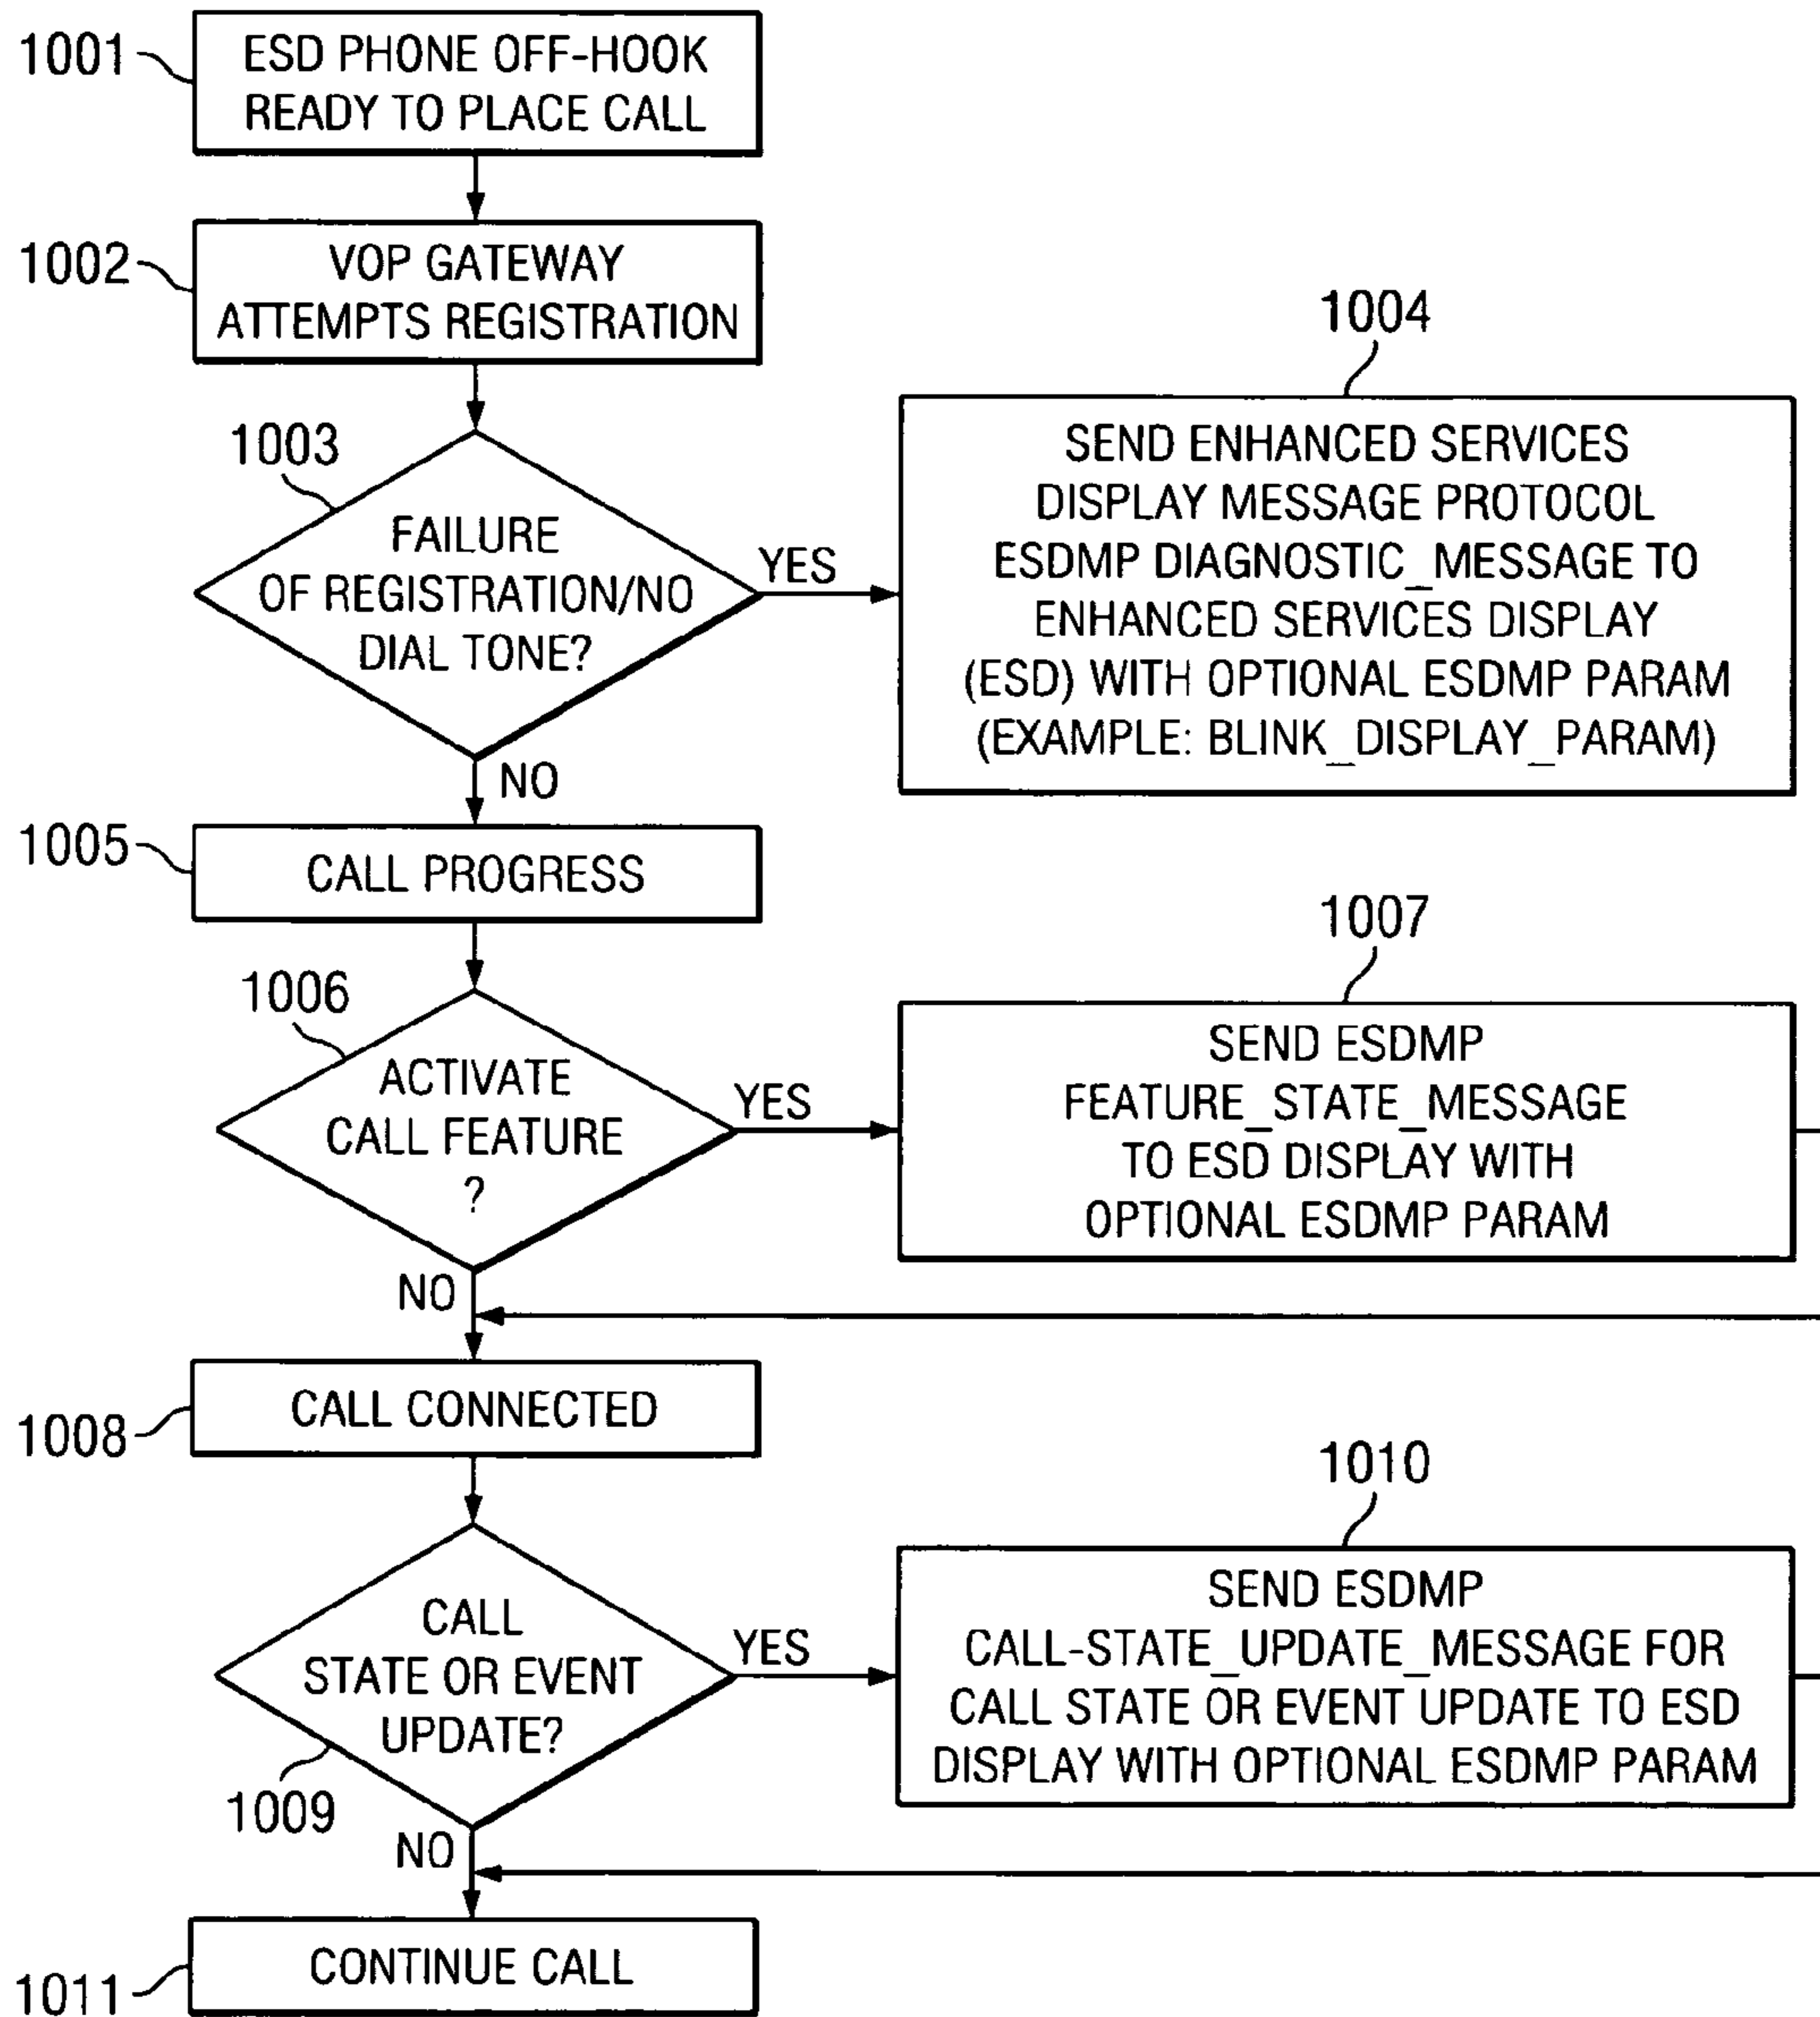 1001
ESD PHONE OFF-HOOK
READY TO PLACE CALL
1002
VOP GATEWAY
ATTEMPTS REGISTRATION
1003
FAILURE
OF REGISTRATION/NO
DIAL TONE?
YES
NO
1004
SEND ENHANCED SERVICES
DISPLAY MESSAGE PROTOCOL
ESDMP DIAGNOSTIC_MESSAGE TO
ENHANCED SERVICES DISPLAY
(ESD) WITH OPTIONAL ESDMP PARAM
(EXAMPLE: BLINK_DISPLAY_PARAM)
1005
CALL PROGRESS
1006
ACTIVATE
CALL FEATURE
?
YES
NO
1007
SEND ESDMP
FEATURE_STATE_MESSAGE
TO ESD DISPLAY WITH
OPTIONAL ESDMP PARAM
1008
CALL CONNECTED
1009
CALL
STATE OR EVENT
UPDATE?
YES
NO
1010
SEND ESDMP
CALL-STATE_UPDATE_MESSAGE FOR
CALL STATE OR EVENT UPDATE TO ESD
DISPLAY WITH OPTIONAL ESDMP PARAM
1011
CONTINUE CALL